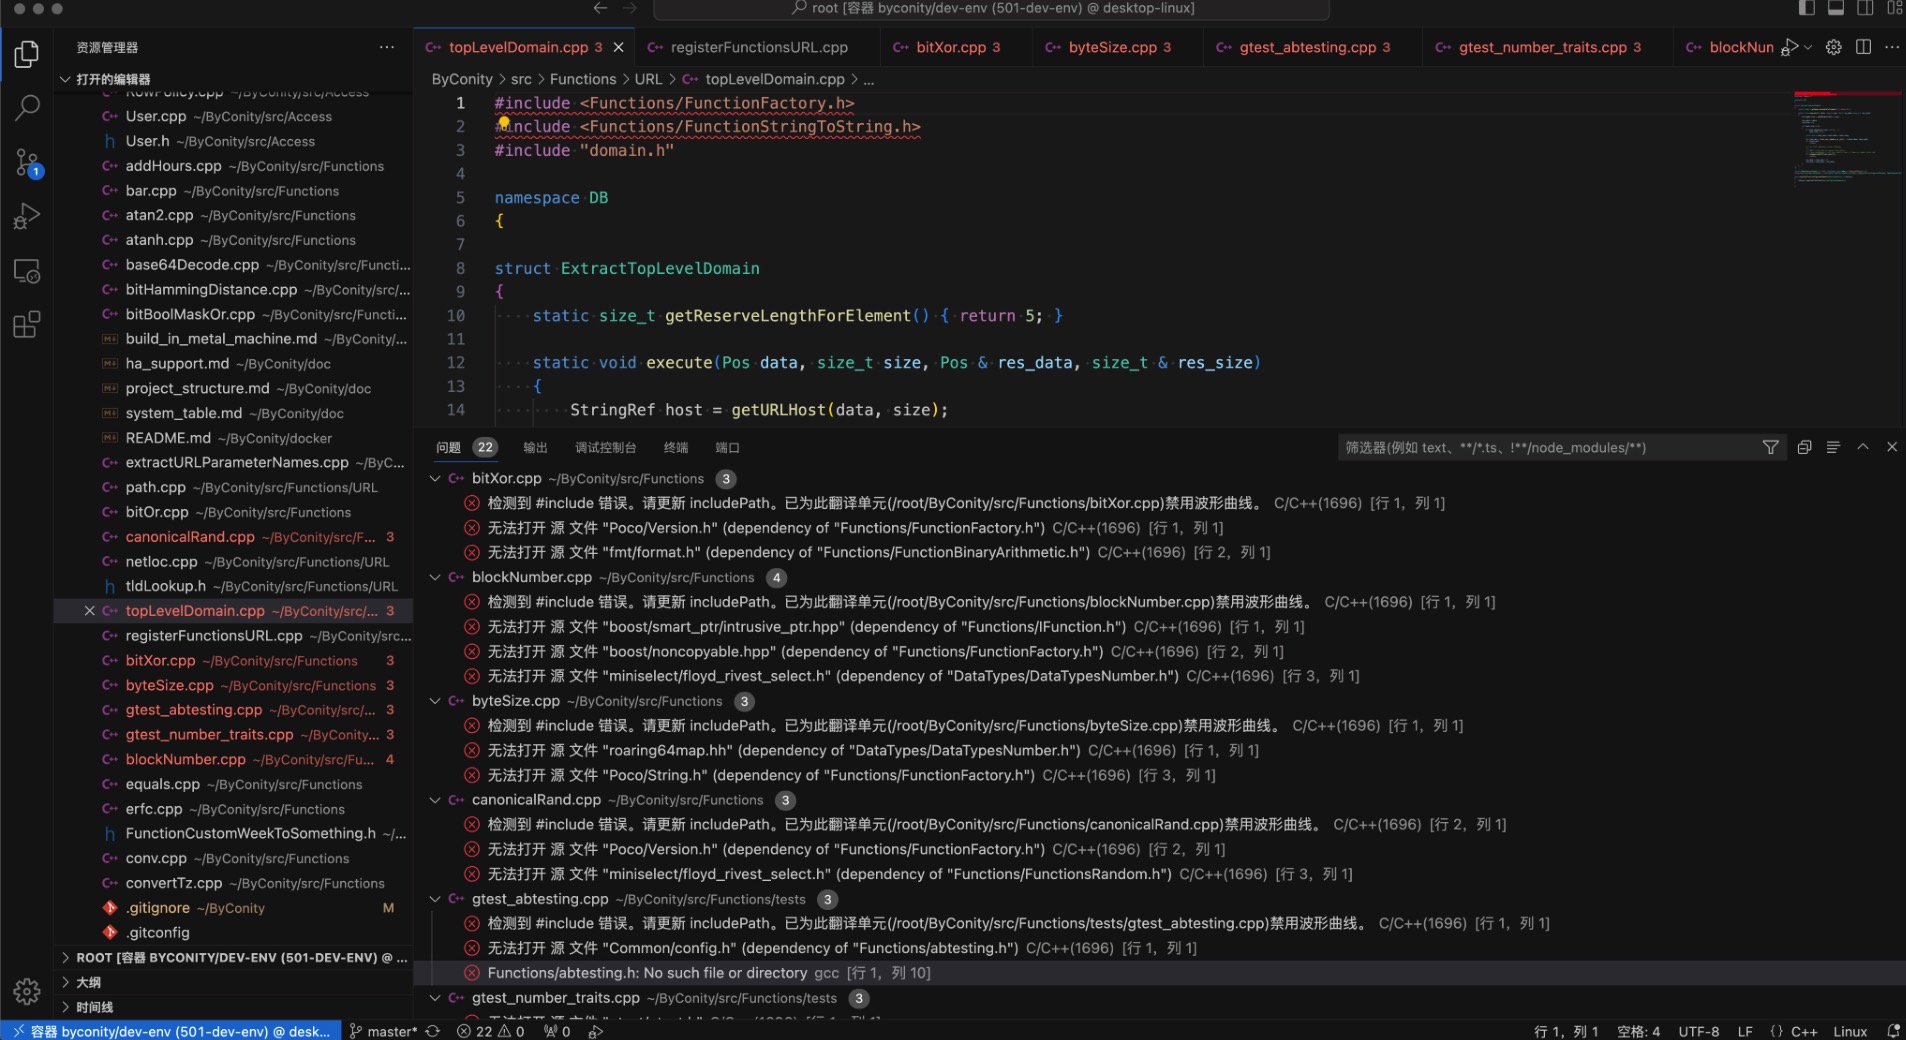 root [容器 byconity/dev-env (501-dev-env) @ desktop-linux]
资源管理器
打开的编辑器
RowPolicy.cpp ~/ByConity/src/Access
User.cpp ~/ByConity/src/Access
User.h ~/ByConity/src/Access
addHours.cpp ~/ByConity/src/Functions
bar.cpp ~/ByConity/src/Functions
atan2.cpp ~/ByConity/src/Functions
atanh.cpp ~/ByConity/src/Functions
base64Decode.cpp ~/ByConity/src/Functi...
bitHammingDistance.cpp ~/ByConity/src/...
bitBoolMaskOr.cpp ~/ByConity/src/Functi...
build_in_metal_machine.md ~/ByConity/...
ha_support.md ~/ByConity/doc
project_structure.md ~/ByConity/doc
system_table.md ~/ByConity/doc
README.md ~/ByConity/docker
extractURLParameterNames.cpp ~/ByC...
path.cpp ~/ByConity/src/Functions/URL
bitOr.cpp ~/ByConity/src/Functions
canonicalRand.cpp ~/ByConity/src/F... 3
netloc.cpp ~/ByConity/src/Functions/URL
tldLookup.h ~/ByConity/src/Functions/URL
topLevelDomain.cpp ~/ByConity/src/... 3
registerFunctionsURL.cpp ~/ByConity/src...
bitXor.cpp ~/ByConity/src/Functions 3
byteSize.cpp ~/ByConity/src/Functions 3
gtest_abtesting.cpp ~/ByConity/src/... 3
gtest_number_traits.cpp ~/ByConity... 3
blockNumber.cpp ~/ByConity/src/Fu... 4
equals.cpp ~/ByConity/src/Functions
erfc.cpp ~/ByConity/src/Functions
FunctionCustomWeekToSomething.h ~/...
conv.cpp ~/ByConity/src/Functions
convertTz.cpp ~/ByConity/src/Functions
.gitignore ~/ByConity M
.gitconfig
ROOT [容器 BYCONITY/DEV-ENV (501-DEV-ENV) @ ...
大纲
时间线
1
topLevelDomain.cpp 3 registerFunctionsURL.cpp bitXor.cpp 3 byteSize.cpp 3 gtest_abtesting.cpp 3 gtest_number_traits.cpp 3 blockNun
ByConity > src > Functions > URL > topLevelDomain.cpp > ...
1 #include <Functions/FunctionFactory.h>
2 #include <Functions/FunctionStringToString.h>
3 #include "domain.h"
4
5 namespace DB
6 {
7
8 struct ExtractTopLevelDomain
9 {
10 static size_t getReserveLengthForElement() { return 5; }
11
12 static void execute(Pos data, size_t size, Pos & res_data, size_t & res_size)
13 {
14 StringRef host = getURLHost(data, size);
问题 22 输出 调试控制台 终端 端口 筛选器(例如 text、**/*.ts、!**/node_modules/**)
bitXor.cpp ~/ByConity/src/Functions 3
检测到 #include 错误。请更新 includePath。已为此翻译单元(/root/ByConity/src/Functions/bitXor.cpp)禁用波形曲线。 C/C++(1696) [行 1，列 1]
无法打开 源 文件 "Poco/Version.h" (dependency of "Functions/FunctionFactory.h") C/C++(1696) [行 1，列 1]
无法打开 源 文件 "fmt/format.h" (dependency of "Functions/FunctionBinaryArithmetic.h") C/C++(1696) [行 2，列 1]
blockNumber.cpp ~/ByConity/src/Functions 4
检测到 #include 错误。请更新 includePath。已为此翻译单元(/root/ByConity/src/Functions/blockNumber.cpp)禁用波形曲线。 C/C++(1696) [行 1，列 1]
无法打开 源 文件 "boost/smart_ptr/intrusive_ptr.hpp" (dependency of "Functions/IFunction.h") C/C++(1696) [行 1，列 1]
无法打开 源 文件 "boost/noncopyable.hpp" (dependency of "Functions/FunctionFactory.h") C/C++(1696) [行 2，列 1]
无法打开 源 文件 "miniselect/floyd_rivest_select.h" (dependency of "DataTypes/DataTypesNumber.h") C/C++(1696) [行 3，列 1]
byteSize.cpp ~/ByConity/src/Functions 3
检测到 #include 错误。请更新 includePath。已为此翻译单元(/root/ByConity/src/Functions/byteSize.cpp)禁用波形曲线。 C/C++(1696) [行 1，列 1]
无法打开 源 文件 "roaring64map.hh" (dependency of "DataTypes/DataTypesNumber.h") C/C++(1696) [行 1，列 1]
无法打开 源 文件 "Poco/String.h" (dependency of "Functions/FunctionFactory.h") C/C++(1696) [行 3，列 1]
canonicalRand.cpp ~/ByConity/src/Functions 3
检测到 #include 错误。请更新 includePath。已为此翻译单元(/root/ByConity/src/Functions/canonicalRand.cpp)禁用波形曲线。 C/C++(1696) [行 2，列 1]
无法打开 源 文件 "Poco/Version.h" (dependency of "Functions/FunctionFactory.h") C/C++(1696) [行 2，列 1]
无法打开 源 文件 "miniselect/floyd_rivest_select.h" (dependency of "Functions/FunctionsRandom.h") C/C++(1696) [行 3，列 1]
gtest_abtesting.cpp ~/ByConity/src/Functions/tests 3
检测到 #include 错误。请更新 includePath。已为此翻译单元(/root/ByConity/src/Functions/tests/gtest_abtesting.cpp)禁用波形曲线。 C/C++(1696) [行 1，列 1]
无法打开 源 文件 "Common/config.h" (dependency of "Functions/abtesting.h") C/C++(1696) [行 1，列 1]
Functions/abtesting.h: No such file or directory gcc [行 1，列 10]
gtest_number_traits.cpp ~/ByConity/src/Functions/tests 3
容器 byconity/dev-env (501-dev-env) @ desk... master* 22 0 0 行 1，列 1 空格: 4 UTF-8 LF {} C++ Linux